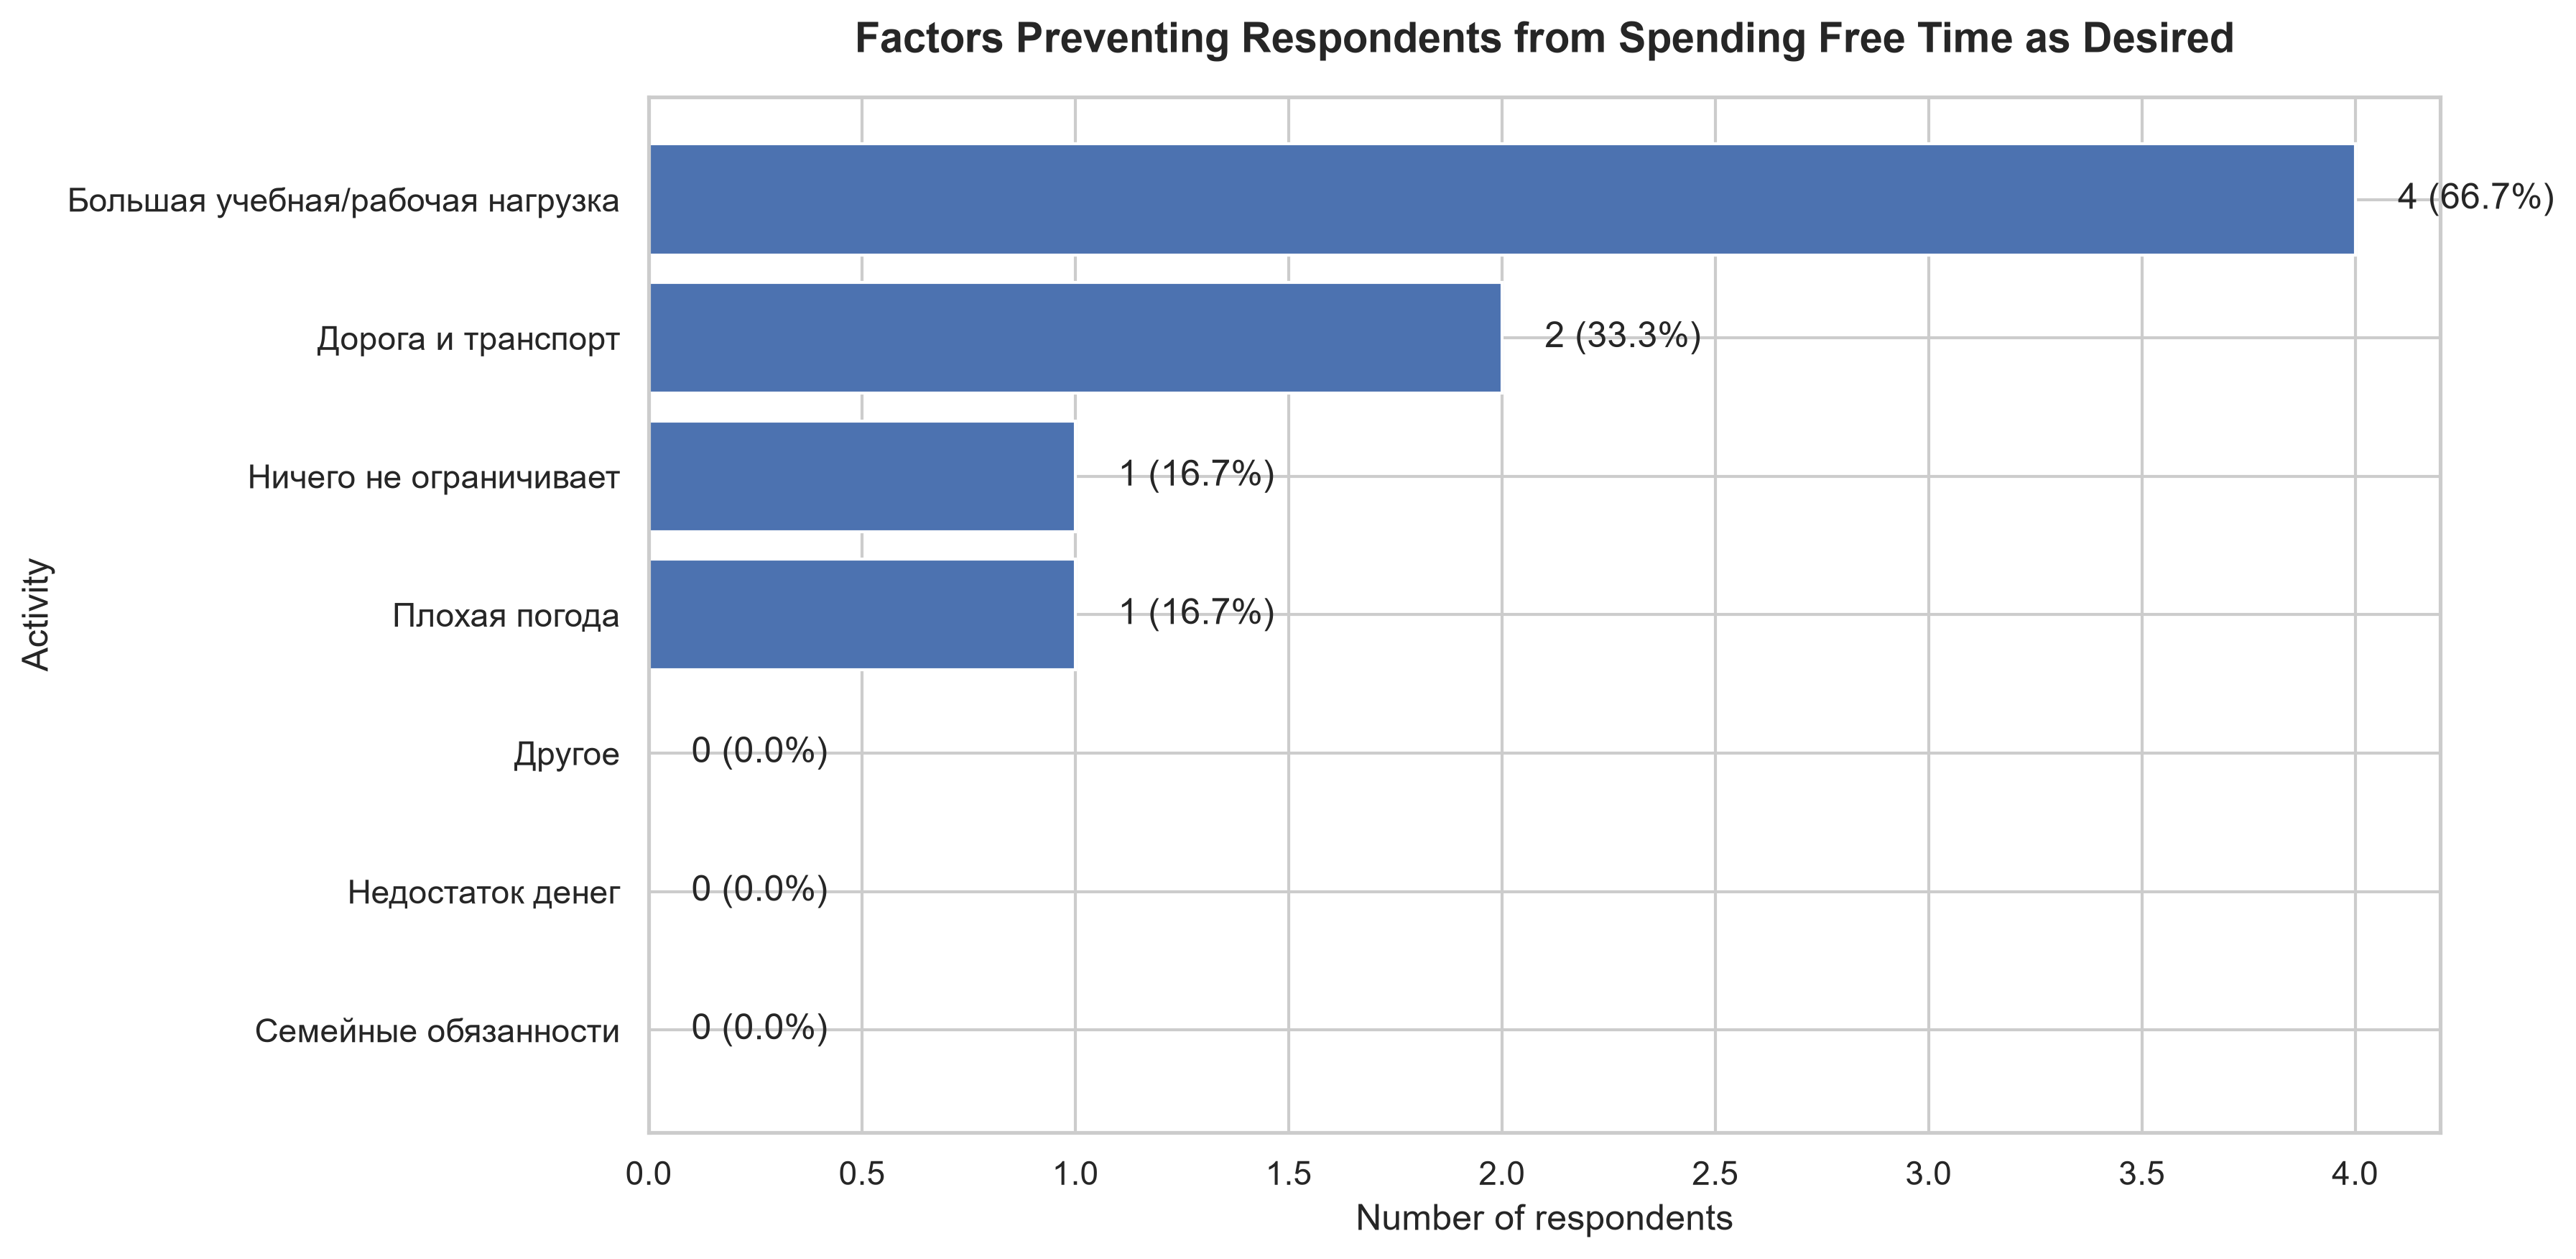 Factors Preventing Respondents from Spending Free Time as Desired
Большая учебная/рабочая нагрузка
4 (66.7%)
Дорога и транспорт
2 (33.3%)
Ничего не ограничивает
1 (16.7%)
Плохая погода
1 (16.7%)
Другое
0 (0.0%)
Недостаток денег
0 (0.0%)
Семейные обязанности
0 (0.0%)
Activity
0.0 0.5 1.0 1.5 2.0 2.5 3.0 3.5 4.0
Number of respondents